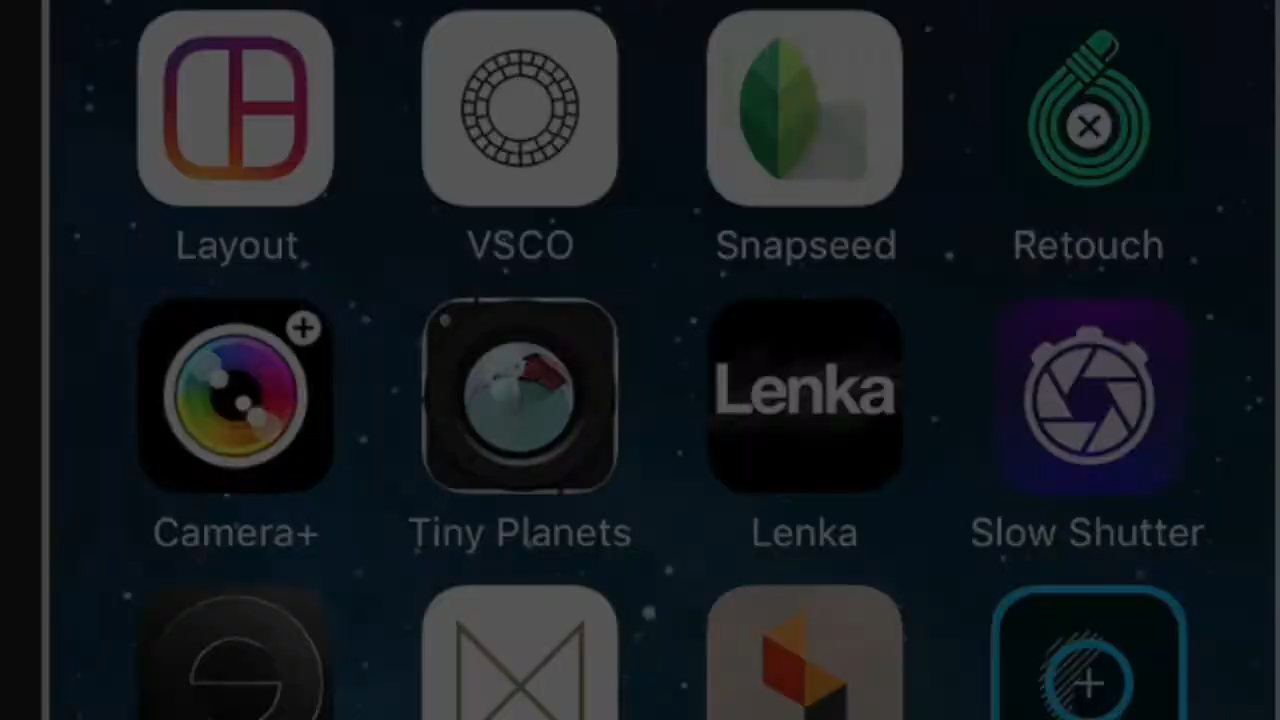 Layout VSCO Snapseed Retouch
Lenka
Camera+ Tiny Planets Lenka Slow Shutter